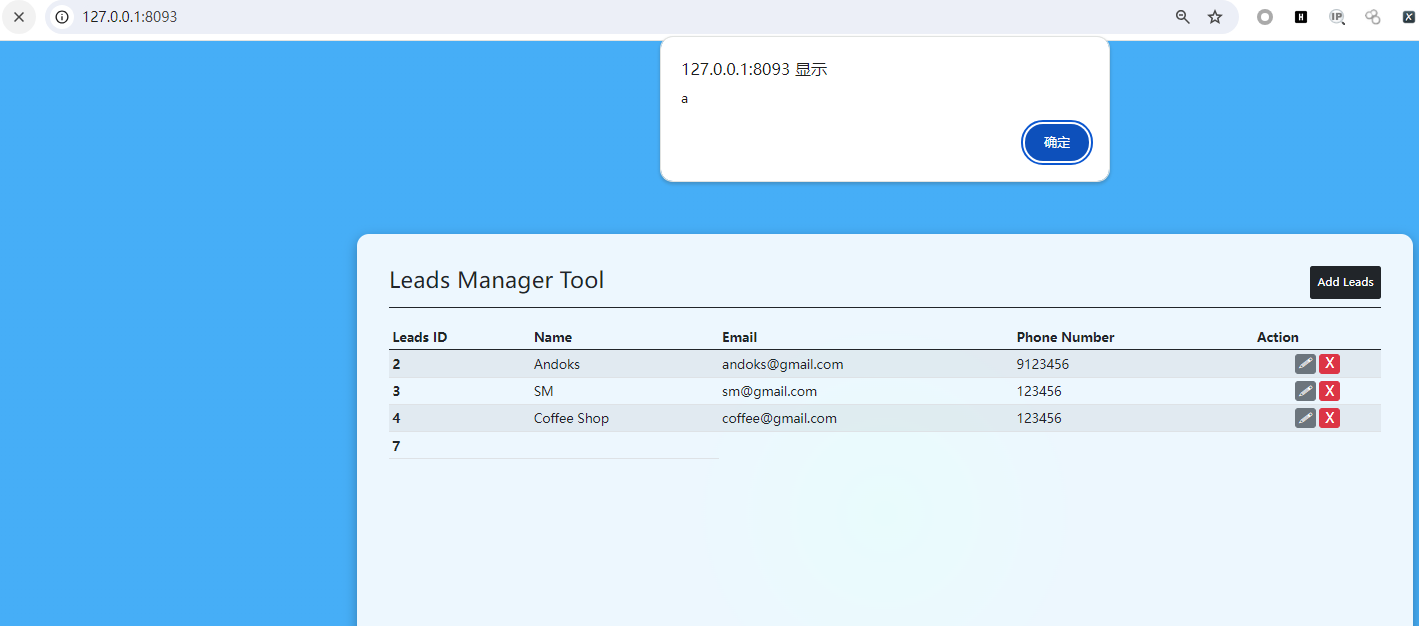 127.0.0.1:8093
H
IP
X
127.0.0.1:8093 显示
a
确定
Leads Manager Tool
Add Leads
Leads ID Name Email Phone Number Action
2 Andoks andoks@gmail.com 9123456 X
3 SM sm@gmail.com 123456 X
4 Coffee Shop coffee@gmail.com 123456 X
7